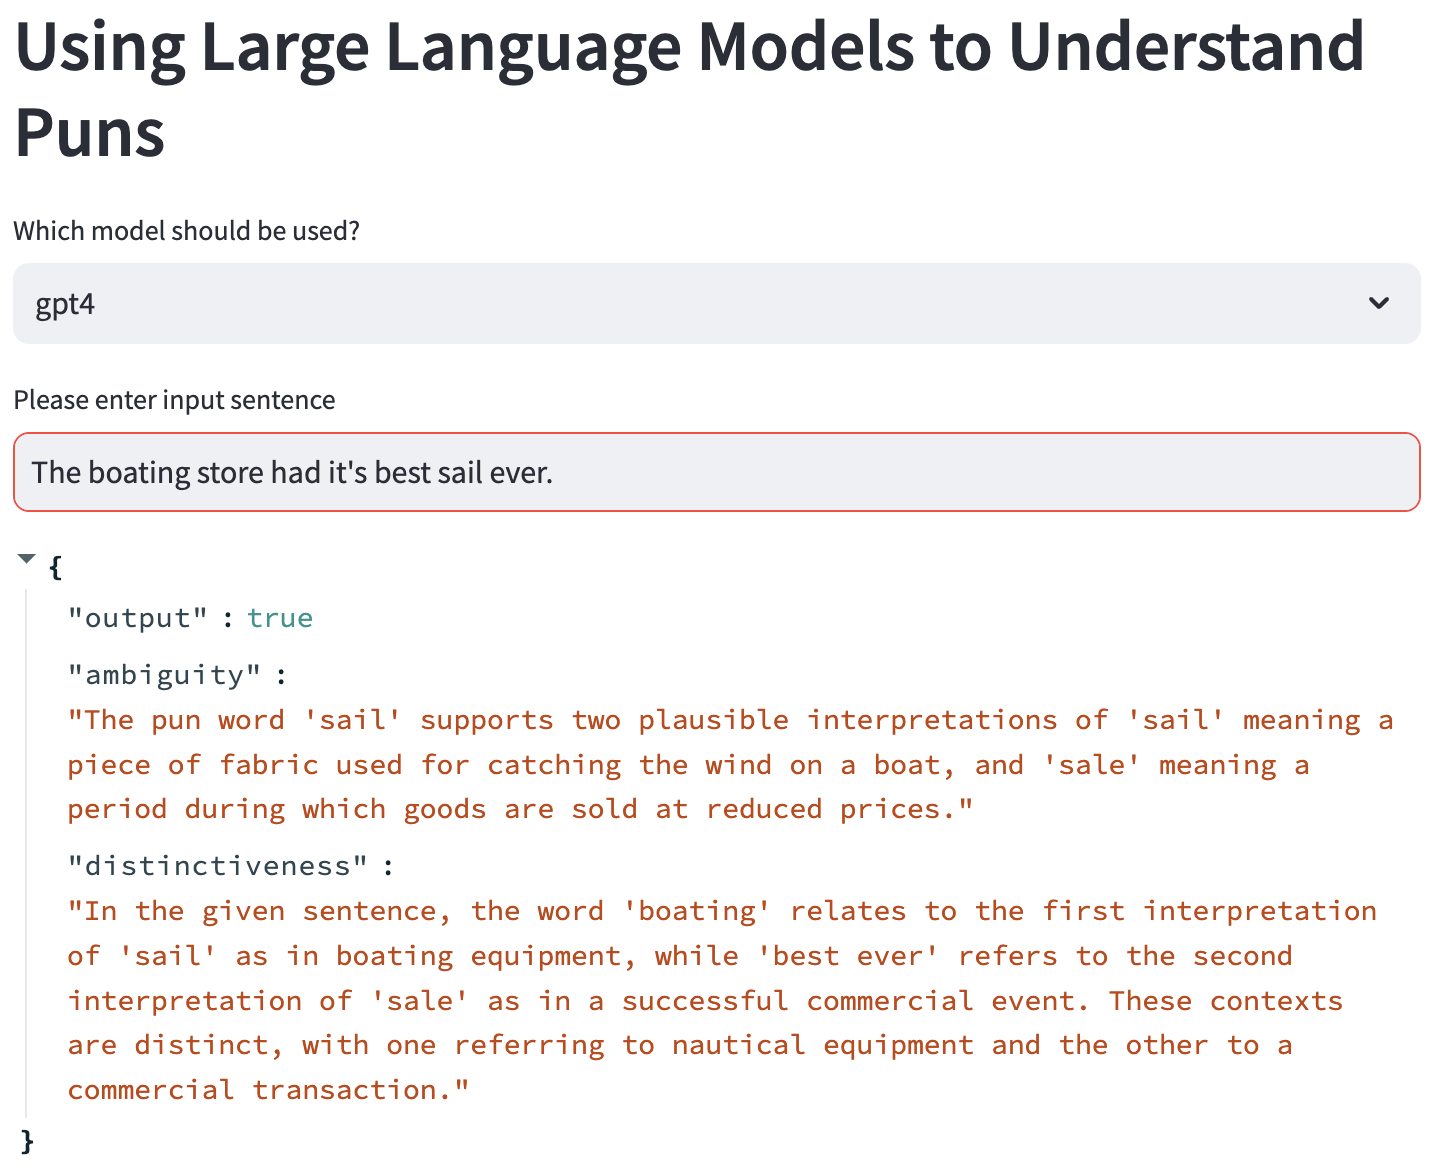 Using Large Language Models to Understand
Puns
Which model should be used?
gpt4
Please enter input sentence
The boating store had it's best sail ever.
{
"output" : true
"ambiguity" :
"The pun word 'sail' supports two plausible interpretations of 'sail' meaning a
piece of fabric used for catching the wind on a boat, and 'sale' meaning a
period during which goods are sold at reduced prices."
"distinctiveness" :
"In the given sentence, the word 'boating' relates to the first interpretation
of 'sail' as in boating equipment, while 'best ever' refers to the second
interpretation of 'sale' as in a successful commercial event. These contexts
are distinct, with one referring to nautical equipment and the other to a
commercial transaction."
}